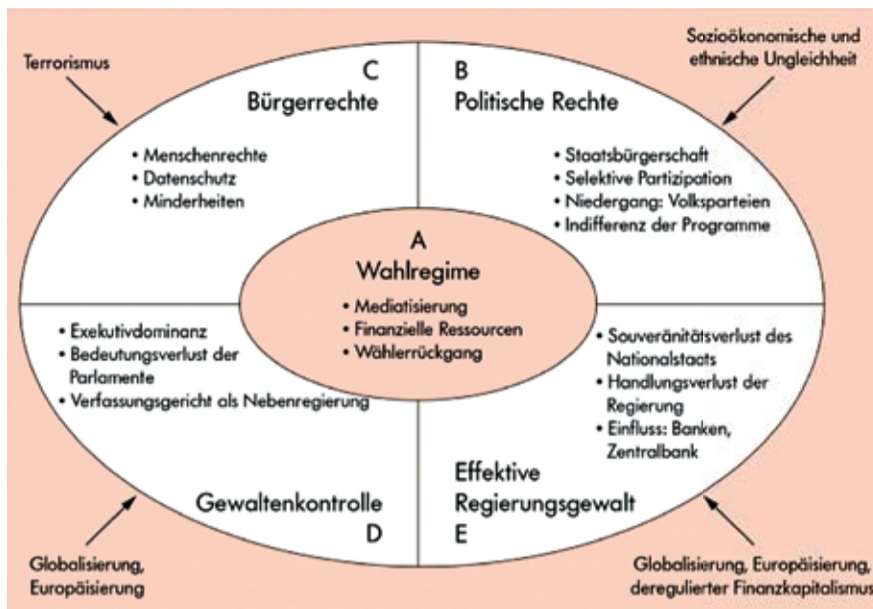 Terrorismus
Sozioökonomische und
ethnische Ungleichheit
C
Bürgerrechte
• Menschenrechte
• Datenschutz
• Minderheiten
B
Politische Rechte
• Staatsbürgerschaft
• Selektive Partizipation
• Niedergang: Volksparteien
• Indifferenz der Programme
A
Wahlregime
• Mediatisierung
• Finanzielle Ressourcen
• Wählerrückgang
• Exekutivdominanz
• Bedeutungsverlust der
Parlamente
• Verfassungsgericht als Nebenregierung
Gewaltenkontrolle
D
• Souveränitätsverlust des
Nationalstaats
• Handlungsverlust der
Regierung
• Einfluss: Banken,
Zentralbank
Effektive
Regierungsgewalt
E
Globalisierung,
Europäisierung
Globalisierung, Europäisierung,
deregulierter Finanzkapitalismus